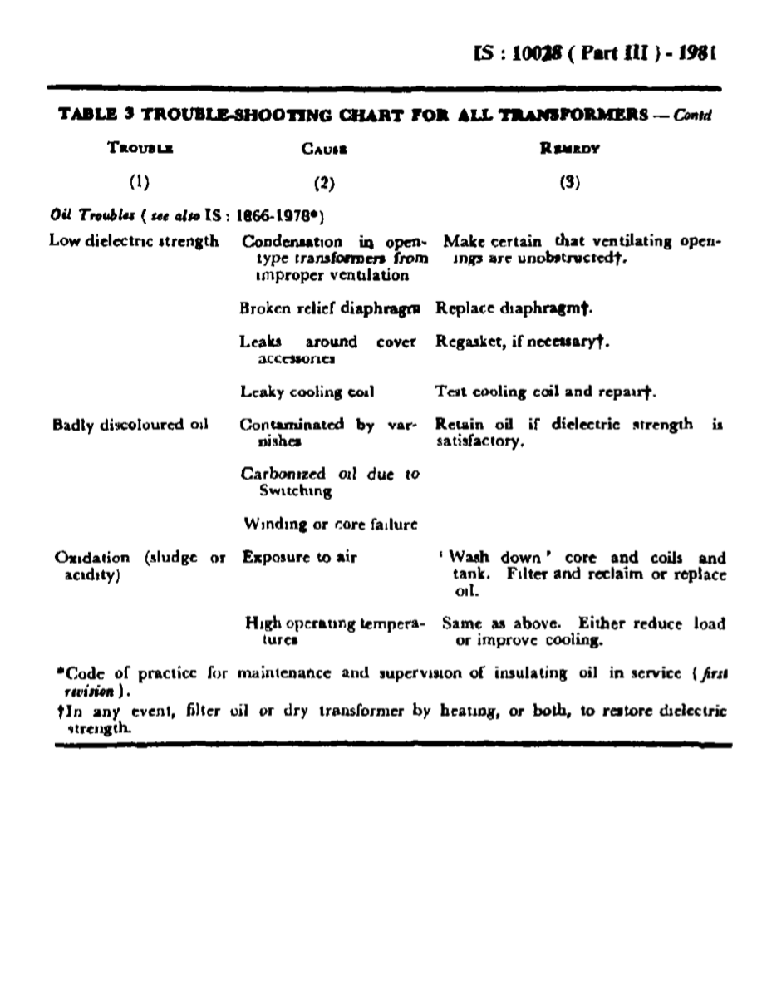 IS : 10028 ( Part III ) - 1981
TABLE 3 TROUBLE-SHOOTING CHART FOR ALL TRANSFORMERS — Contd
TROUBLE CAUSE REMEDY
(1) (2) (3)
Oil Troubles ( see also IS : 1866-1978*)
Low dielectric strength Condensation in open- Make certain that ventilating open-
type transformers from ings are unobstructed†.
improper ventilation
Broken relief diaphragm Replace diaphragm†.
Leaks around cover Regasket, if necessary†.
accessories
Leaky cooling coil Test cooling coil and repair†.
Badly discoloured oil Contaminated by var- Retain oil if dielectric strength is
nishes satisfactory.
Carbonized oil due to
Switching
Winding or core failure
Oxidation (sludge or Exposure to air ‘ Wash down ’ core and coils and
acidity) tank. Filter and reclaim or replace
oil.
High operating tempera- Same as above. Either reduce load
tures or improve cooling.
*Code of practice for maintenance and supervision of insulating oil in service ( first
revision ).
†In any event, filter oil or dry transformer by heating, or both, to restore dielectric
strength.